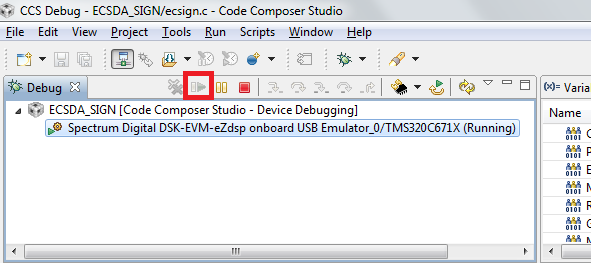 CCS Debug - ECSDA_SIGN/ecsign.c - Code Composer Studio
File Edit View Project Tools Run Scripts Window Help
Debug
(x)= Varia
ECSDA_SIGN [Code Composer Studio - Device Debugging]
Name
Spectrum Digital DSK-EVM-eZdsp onboard USB Emulator_0/TMS320C671X (Running)